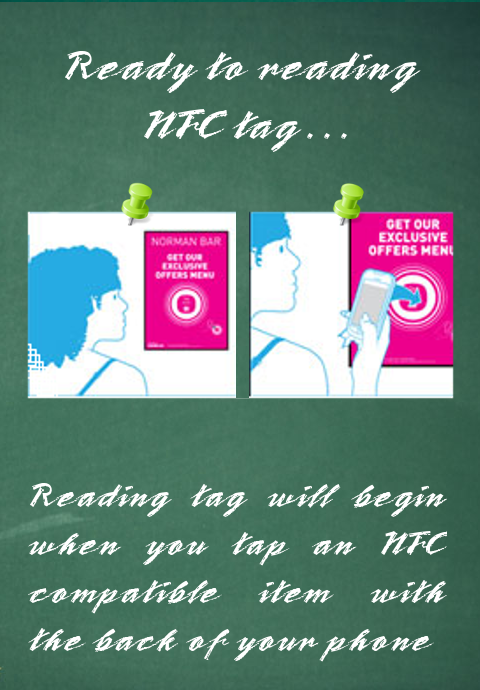 Ready to reading
NFC tag...
NORMAN BAR
GET OUR
EXCLUSIVE
OFFERS MENU
GET OUR
EXCLUSIVE
OFFERS MENU
Reading tag will begin
when you tap an NFC
compatible item with
the back of your phone